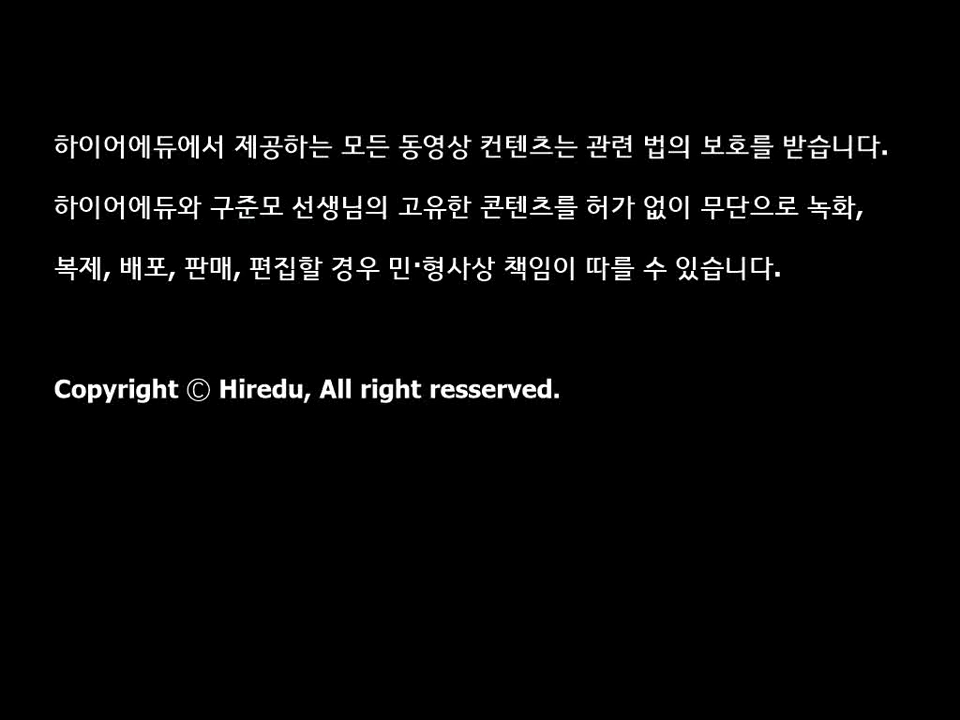 하이어에듀에서 제공하는 모든 동영상 컨텐츠는 관련 법의 보호를 받습니다.
하이어에듀와 구준모 선생님의 고유한 콘텐츠를 허가 없이 무단으로 녹화,
복제, 배포, 판매, 편집할 경우 민·형사상 책임이 따를 수 있습니다.
Copyright Ⓒ Hiredu, All right resserved.